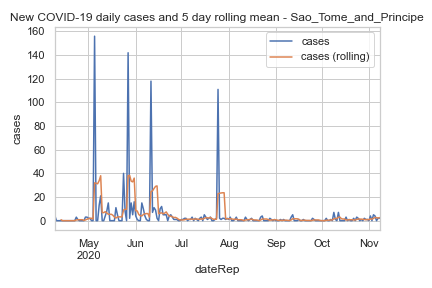 New COVID-19 daily cases and 5 day rolling mean - Sao_Tome_and_Principe
cases
cases (rolling)
160
140
120
100
80
60
40
20
0
cases
May
2020
Jun
Jul
Aug
Sep
Oct
Nov
dateRep